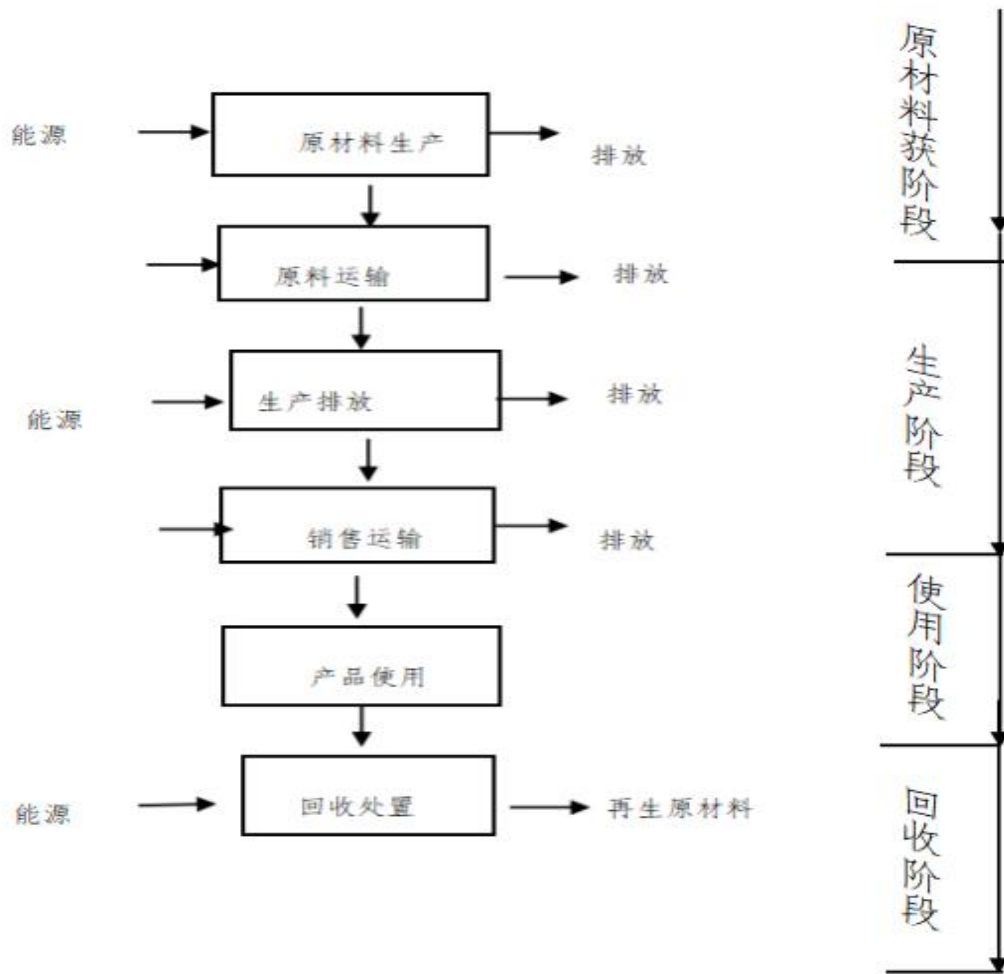 能源
原材料生产
排放
原料运输
排放
能源
生产排放
排放
销售运输
排放
产品使用
能源
回收处置
再生原材料
原材料获阶段
生产阶段
使用阶段
回收阶段